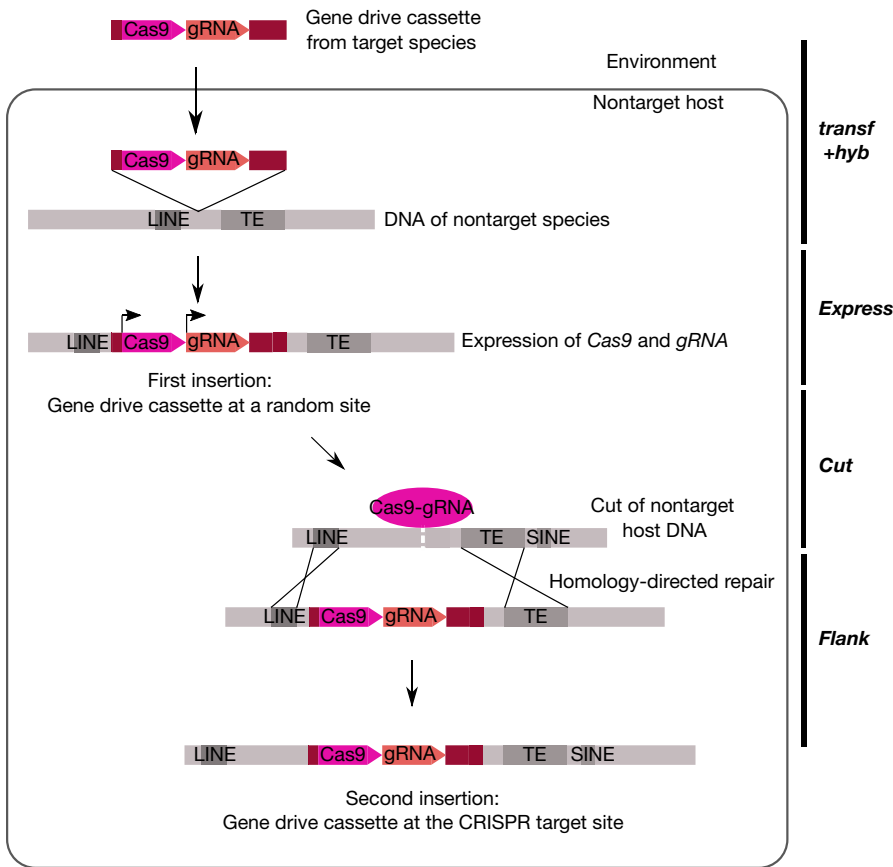 Cas9 gRNA
Gene drive cassette
from target species
Environment
Nontarget host
transf
+hyb
Cas9 gRNA
LINE TE
DNA of nontarget species
Express
LINE Cas9 gRNA TE
Expression of Cas9 and gRNA
First insertion:
Gene drive cassette at a random site
Cut
Cas9-gRNA
Cut of nontarget
host DNA
LINE TE SINE
Homology-directed repair
LINE Cas9 gRNA TE
Flank
LINE Cas9 gRNA TE SINE
Second insertion:
Gene drive cassette at the CRISPR target site